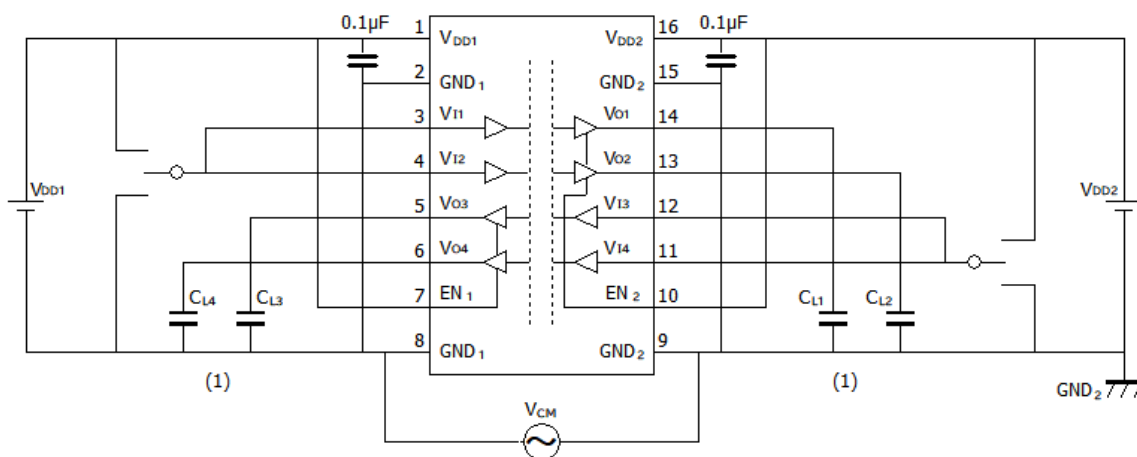 0.1µF 1 16 0.1µF
VDD1 VDD2
2 15
GND1 GND2
3 VI1 VO1 14
4 VI2 VO2 13
VDD1 VDD2
5 VO3 VI3 12
6 VO4 VI4 11
CL4 CL3 7 EN1 EN2 10 CL1 CL2
8 GND1 GND2 9
(1) (1)
GND2
VCM